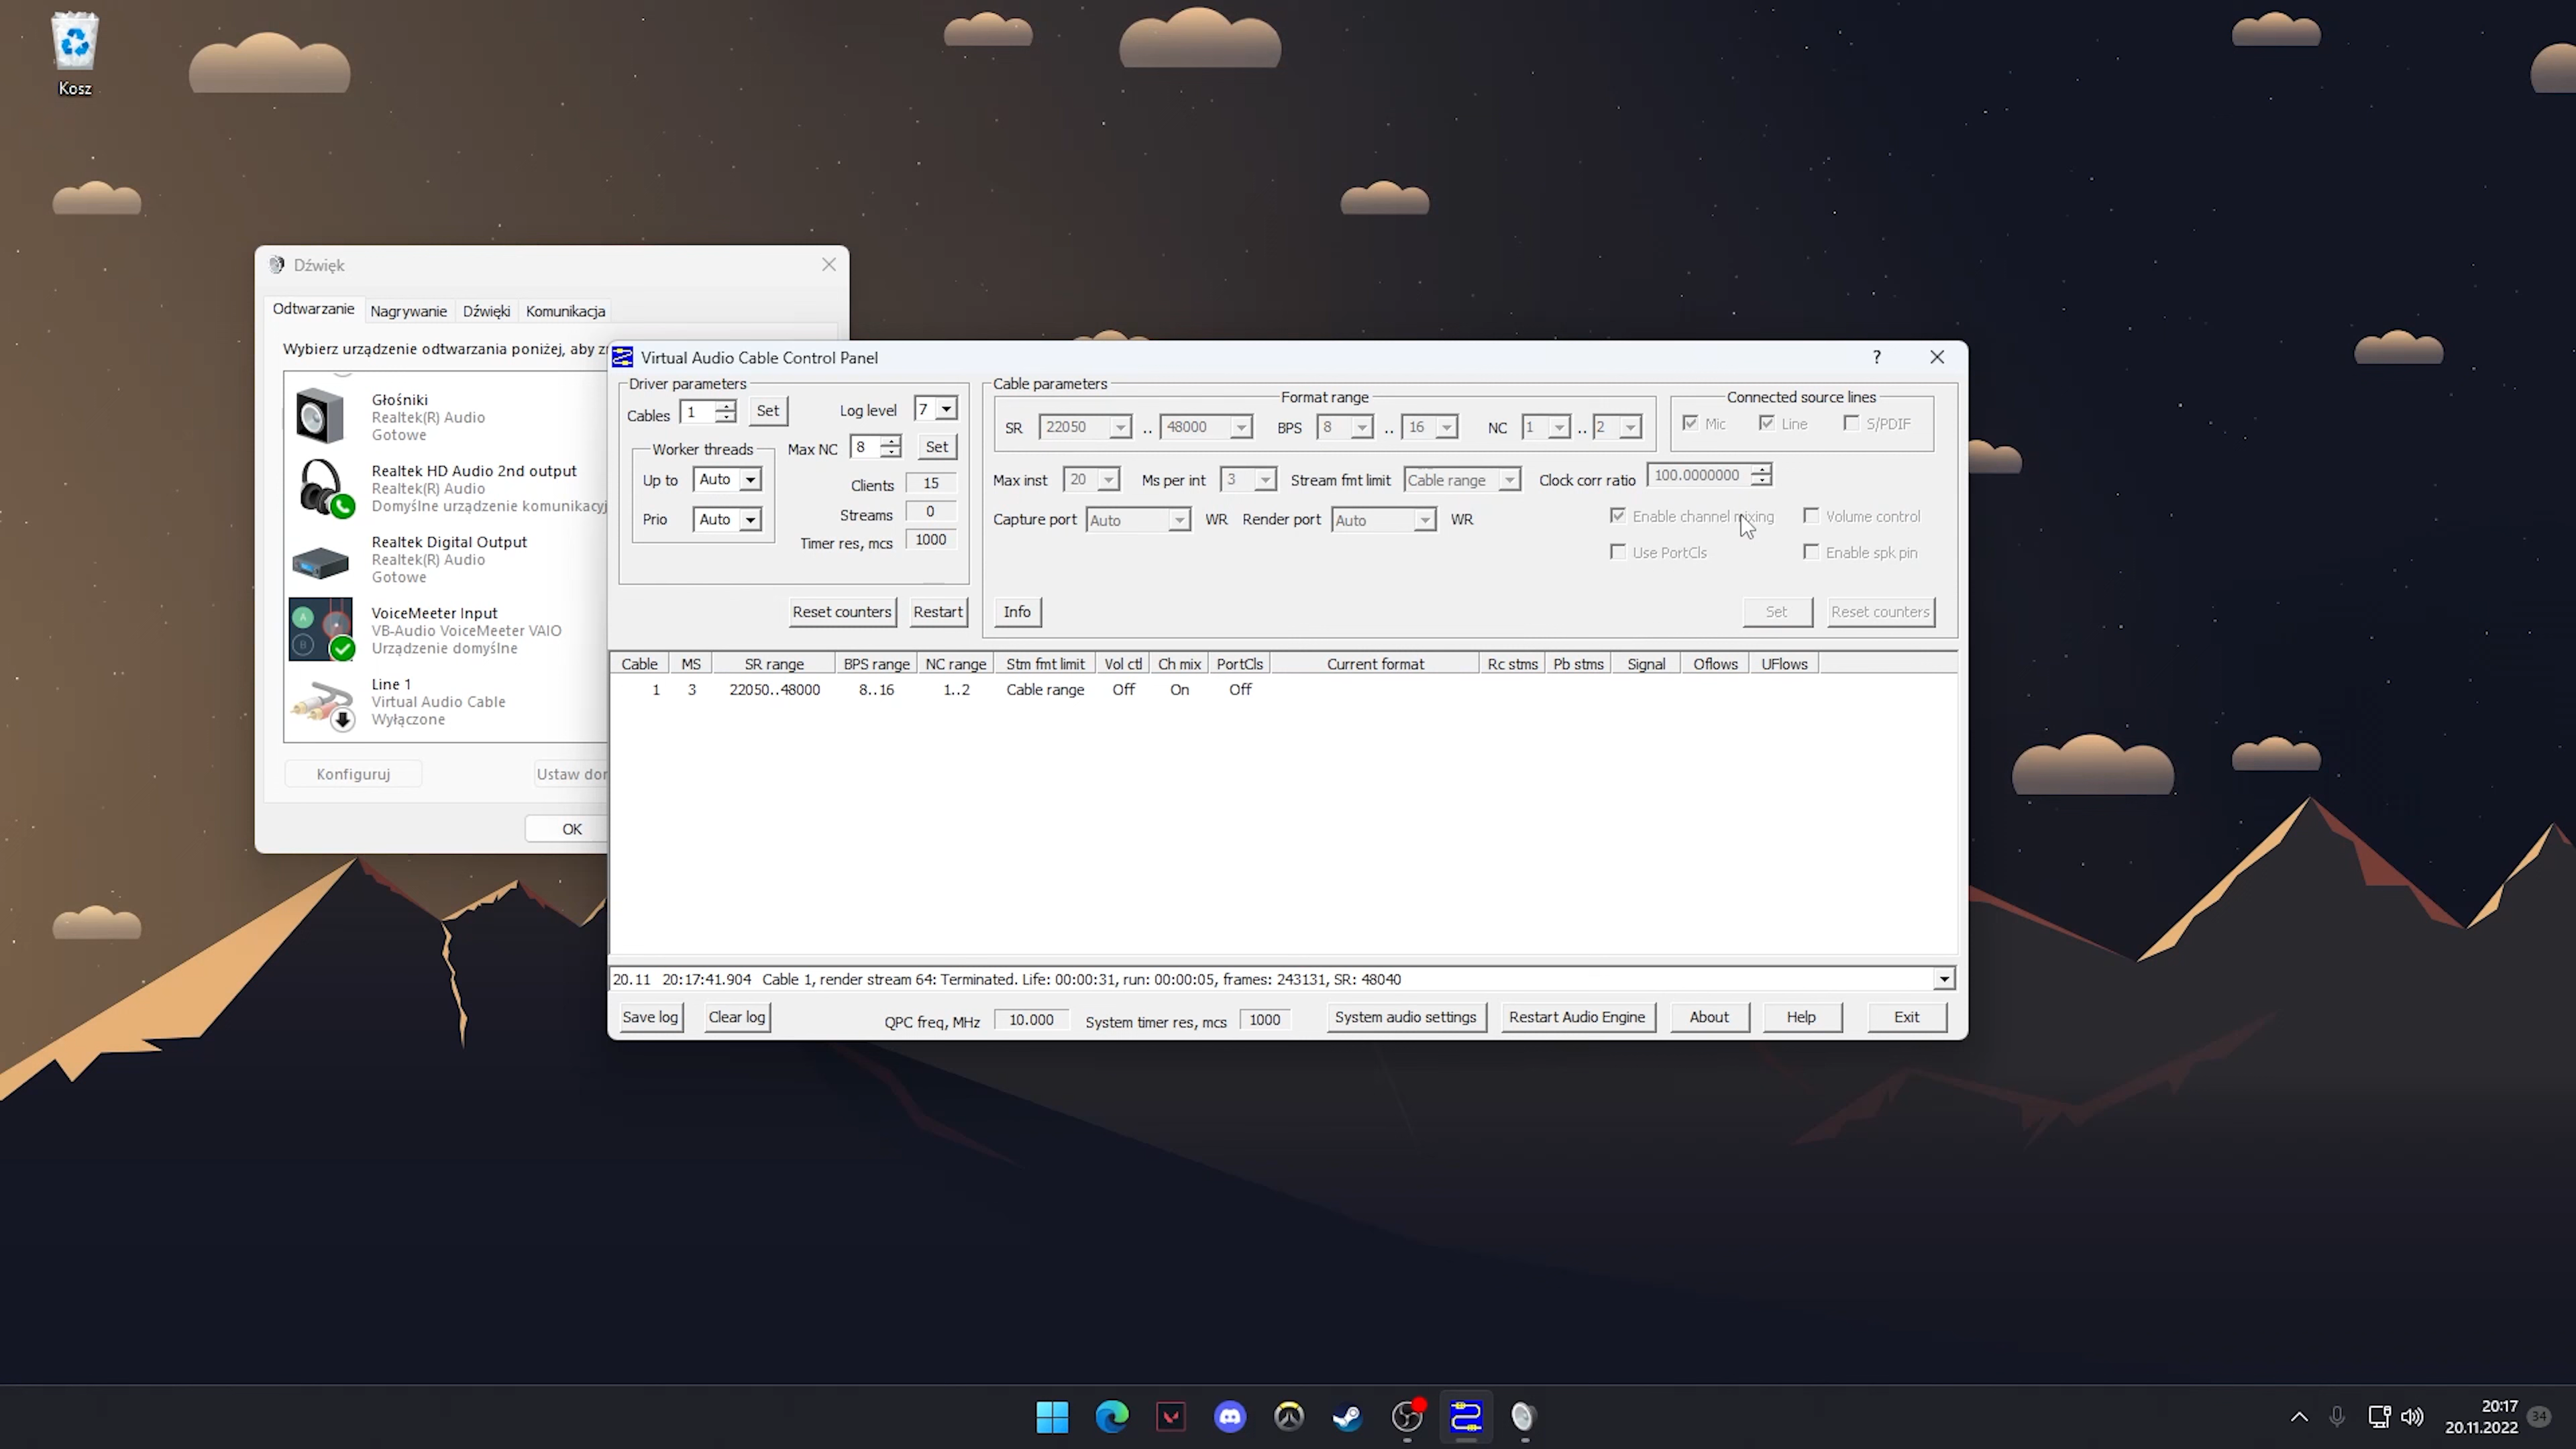 Kosz
Dźwięk
Odtwarzanie
Nagrywanie
Dźwięki
Komunikacja
Wybierz urządzenie odtwarzania poniżej, aby z
Głośniki
Realtek(R) Audio
Gotowe
Realtek HD Audio 2nd output
Realtek(R) Audio
Domyślne urządzenie komunikacyj
Realtek Digital Output
Realtek(R) Audio
Gotowe
VoiceMeeter Input
VB-Audio VoiceMeeter VAIO
Urządzenie domyślne
Line 1
Virtual Audio Cable
Wyłączone
Konfiguruj
Ustaw do
OK
Virtual Audio Cable Control Panel
?
Driver parameters
Cables 1 Set Log level 7
Worker threads Max NC 8 Set
Up to Auto Clients 15
Streams 0
Prio Auto Timer res, mcs 1000
Reset counters Restart
Cable parameters
Format range
SR 22050 .. 48000 BPS 8 .. 16 NC 1 .. 2
Connected source lines
Mic Line S/PDIF
Max inst 20 Ms per int 3 Stream fmt limit Cable range Clock corr ratio 100.0000000
Capture port Auto WR Render port Auto WR
Enable channel mixing Volume control
Use PortCls Enable spk pin
Info Set Reset counters
Cable MS SR range BPS range NC range Stm fmt limit Vol ctl Ch mix PortCls Current format Rc stms Pb stms Signal Oflows UFlows
1 3 22050..48000 8..16 1..2 Cable range Off On Off
20.11 20:17:41.904 Cable 1, render stream 64: Terminated. Life: 00:00:31, run: 00:00:05, frames: 243131, SR: 48040
Save log Clear log QPC freq, MHz 10.000 System timer res, mcs 1000 System audio settings Restart Audio Engine About Help Exit
20:17
20.11.2022
34